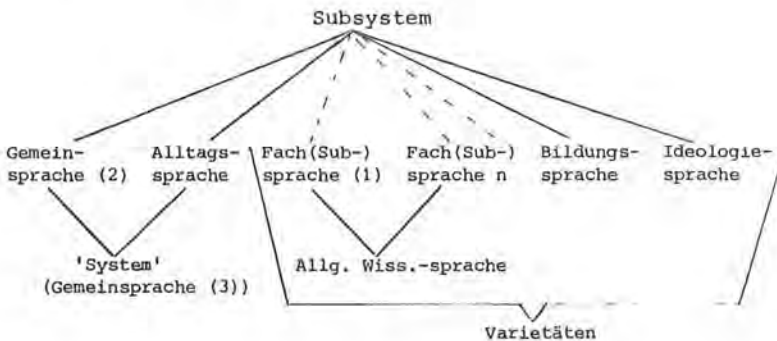 Subsystem
Gemein- Alltags- Fach(Sub-) Fach(Sub-) Bildungs- Ideologie-
sprache (2) sprache sprache (1) sprache n sprache sprache
'System' Allg. Wiss.-sprache
(Gemeinsprache (3))
Varietäten